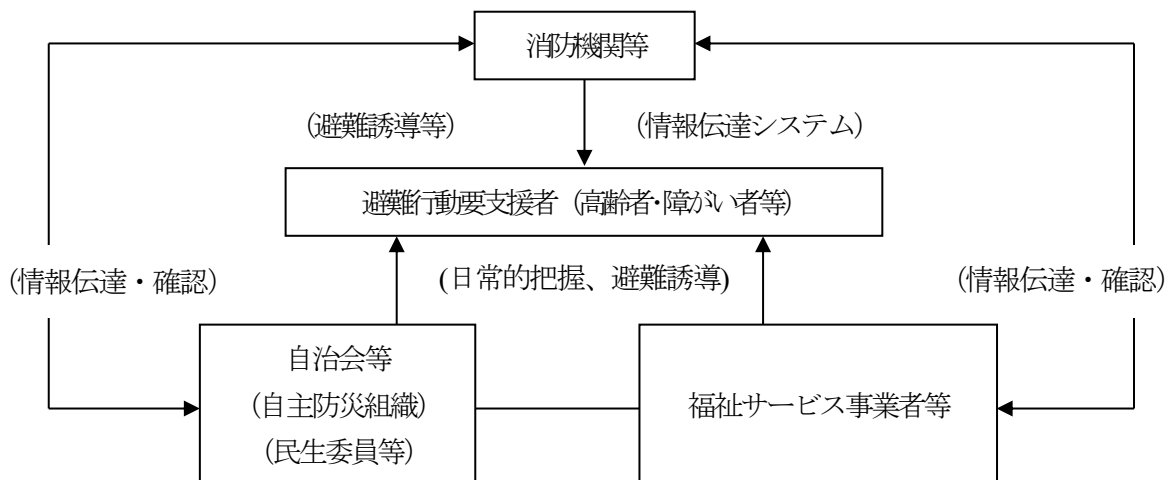 消防機関等
(避難誘導等)
(情報伝達システム)
避難行動要支援者（高齢者・障がい者等）
(情報伝達・確認)
(日常的把握、避難誘導)
(情報伝達・確認)
自治会等
(自主防災組織)
(民生委員等)
福祉サービス事業者等